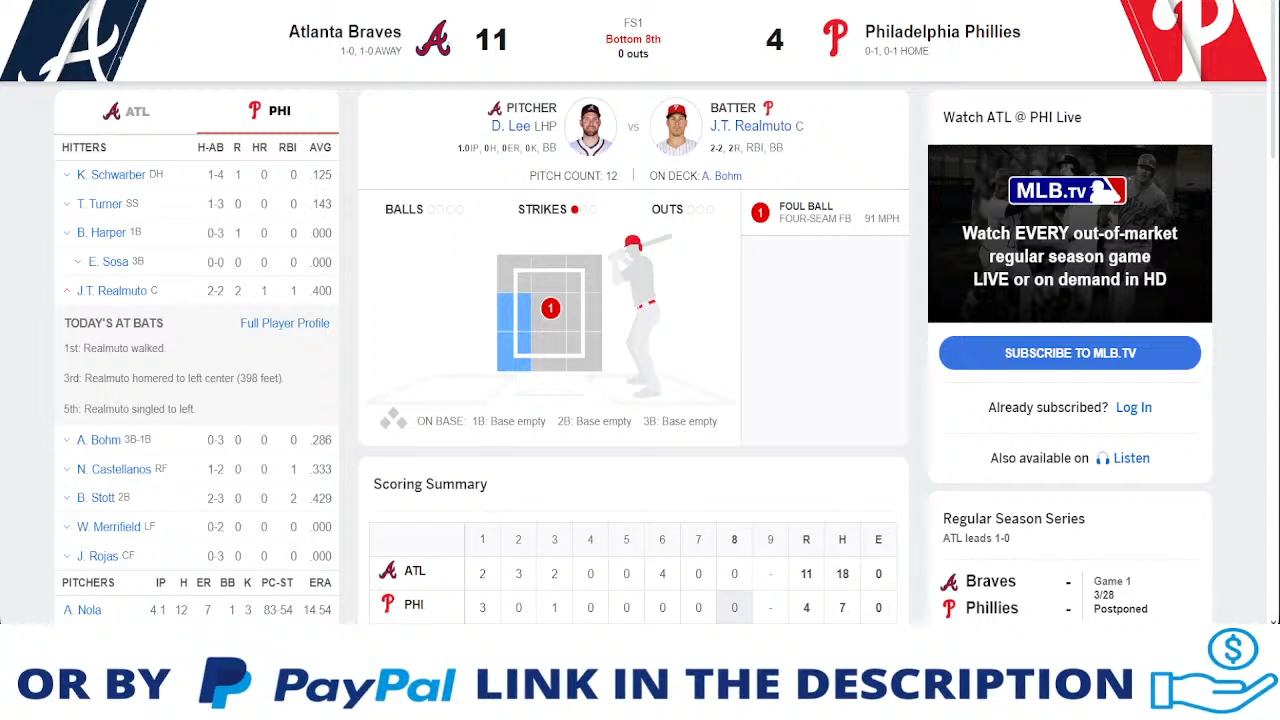 Atlanta Braves
1-0, 1-0 AWAY
11
FS1
Bottom 8th
0 outs
4
Philadelphia Phillies
0-1, 0-1 HOME
ATL PHI
HITTERS H-AB R HR RBI AVG
K. Schwarber DH 1-4 1 0 0 .125
T. Turner SS 1-3 0 0 0 143
B. Harper 1B 0-3 1 0 0 .000
E. Sosa 3B 0-0 0 0 0 .000
J.T. Realmuto C 2-2 2 1 1 .400
TODAY'S AT BATS Full Player Profile
1st: Realmuto walked.
3rd: Realmuto homered to left center (398 feet).
5th: Realmuto singled to left.
A. Bohm 3B-1B 0-3 0 0 0 .286
N. Castellanos RF 1-2 0 0 1 .333
B. Stott 2B 2-3 0 0 2 .429
W. Merrifield LF 0-2 0 0 0 .000
J. Rojas CF 0-3 0 0 0 .000
PITCHERS IP H ER BB K PC-ST ERA
A. Nola 4.1 12 7 1 3 83-54 14.54
PITCHER
D. Lee LHP
1.0IP, 0H, 0ER, 0K, BB
VS
BATTER
J.T. Realmuto C
2-2, 2R, RBI, BB
PITCH COUNT: 12 ON DECK: A. Bohm
BALLS STRIKES OUTS
1 FOUL BALL
FOUR-SEAM FB 91 MPH
1
ON BASE: 1B: Base empty 2B: Base empty 3B: Base empty
Scoring Summary
1 2 3 4 5 6 7 8 9 R H E
ATL 2 3 2 0 0 4 0 0 - 11 18 0
PHI 3 0 1 0 0 0 0 0 - 4 7 0
Watch ATL @ PHI Live
MLB.TV
Watch EVERY out-of-market
regular season game
LIVE or on demand in HD
SUBSCRIBE TO MLB.TV
Already subscribed? Log In
Also available on Listen
Regular Season Series
ATL leads 1-0
Braves - Game 1
3/28
Phillies - Postponed
OR BY PayPal LINK IN THE DESCRIPTION